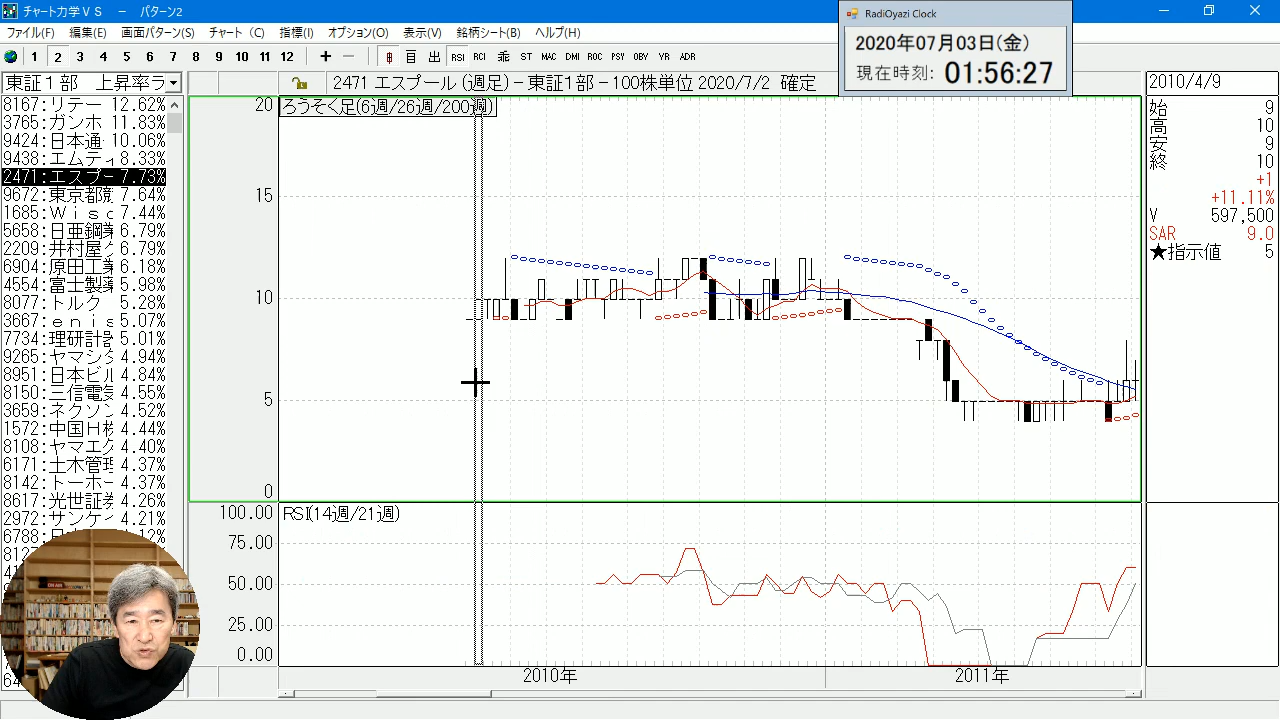 チャート力学ＶＳ － パターン2
RadiOyazi Clock
2020年07月03日(金)
現在時刻: 01:56:27
ファイル(F) 編集(E) 画面パターン(S) チャート (C) 指標(I) オプション(O) 表示(V) 銘柄シート(B) ヘルプ(H)
1 2 3 4 5 6 7 8 9 10 11 12 + － 日 出 RSI RCI 乖 ST MAC DMI ROC PSY OBV VR ADR
東証1部 上昇率ラ
2471 エスプール (週足)－東証1部－100株単位 2020/7/2 確定
2010/4/9
8167:リテー 12.62%
3765:ガンホ 11.83%
9424:日本通 10.06%
9438:エムティ 8.33%
2471:エスプー 7.73%
9672:東京都競 7.64%
1685:Ｗｉｓｄ 7.44%
5658:日亜鋼業 6.79%
2209:井村屋グ 6.79%
6904:原田工業 6.18%
4554:富士製薬 5.98%
8077:トルク 5.28%
3667:ｅｎｉｓ 5.07%
7734:理研計器 5.01%
9265:ヤマシタ 4.94%
8951:日本ビル 4.84%
8150:三信電気 4.55%
3659:ネクソン 4.52%
1572:中国Ｈ株 4.44%
8108:ヤマエク 4.40%
6171:土木管理 4.37%
8142:トーホー 4.37%
8617:光世証券 4.26%
2972:サンケイ 4.21%
6788:日 .12%
ろうそく足(6週/26週/200週)
20
15
10
5
0
RSI(14週/21週)
100.00
75.00
50.00
25.00
0.00
2010年 2011年
始 9
高 10
安 9
終 10
+1
+11.11%
V 597,500
SAR 9.0
★指示値 5